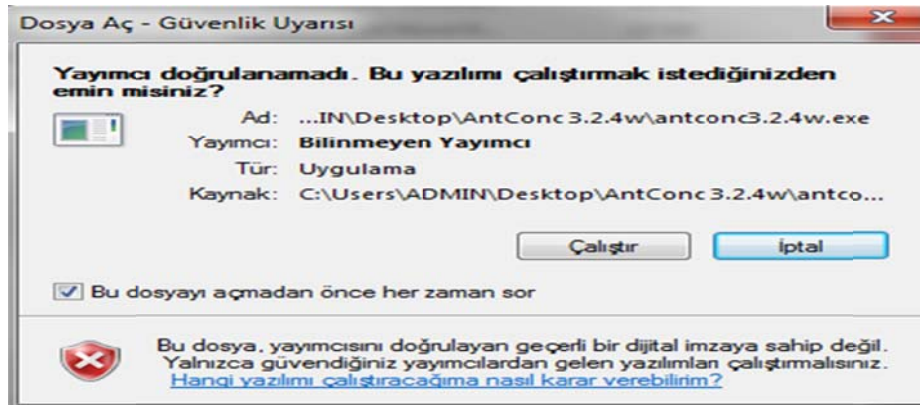 Dosya Aç - Güvenlik Uyarısı
Yayımcı doğrulanamadı. Bu yazılımı çalıştırmak istediğinizden
emin misiniz?
Ad: ...IN\Desktop\AntConc 3.2.4w\antconc3.2.4w.exe
Yayımcı: Bilinmeyen Yayımcı
Tür: Uygulama
Kaynak: C:\Users\ADMIN\Desktop\AntConc 3.2.4w\antco...
Çalıştır İptal
Bu dosyayı açmadan önce her zaman sor
Bu dosya, yayımcısını doğrulayan geçerli bir dijital imzaya sahip değil.
Yalnızca güvendiğiniz yayımcılardan gelen yazılımları çalıştırmalısınız.
Hangi yazılımı çalıştıracağıma nasıl karar verebilirim?